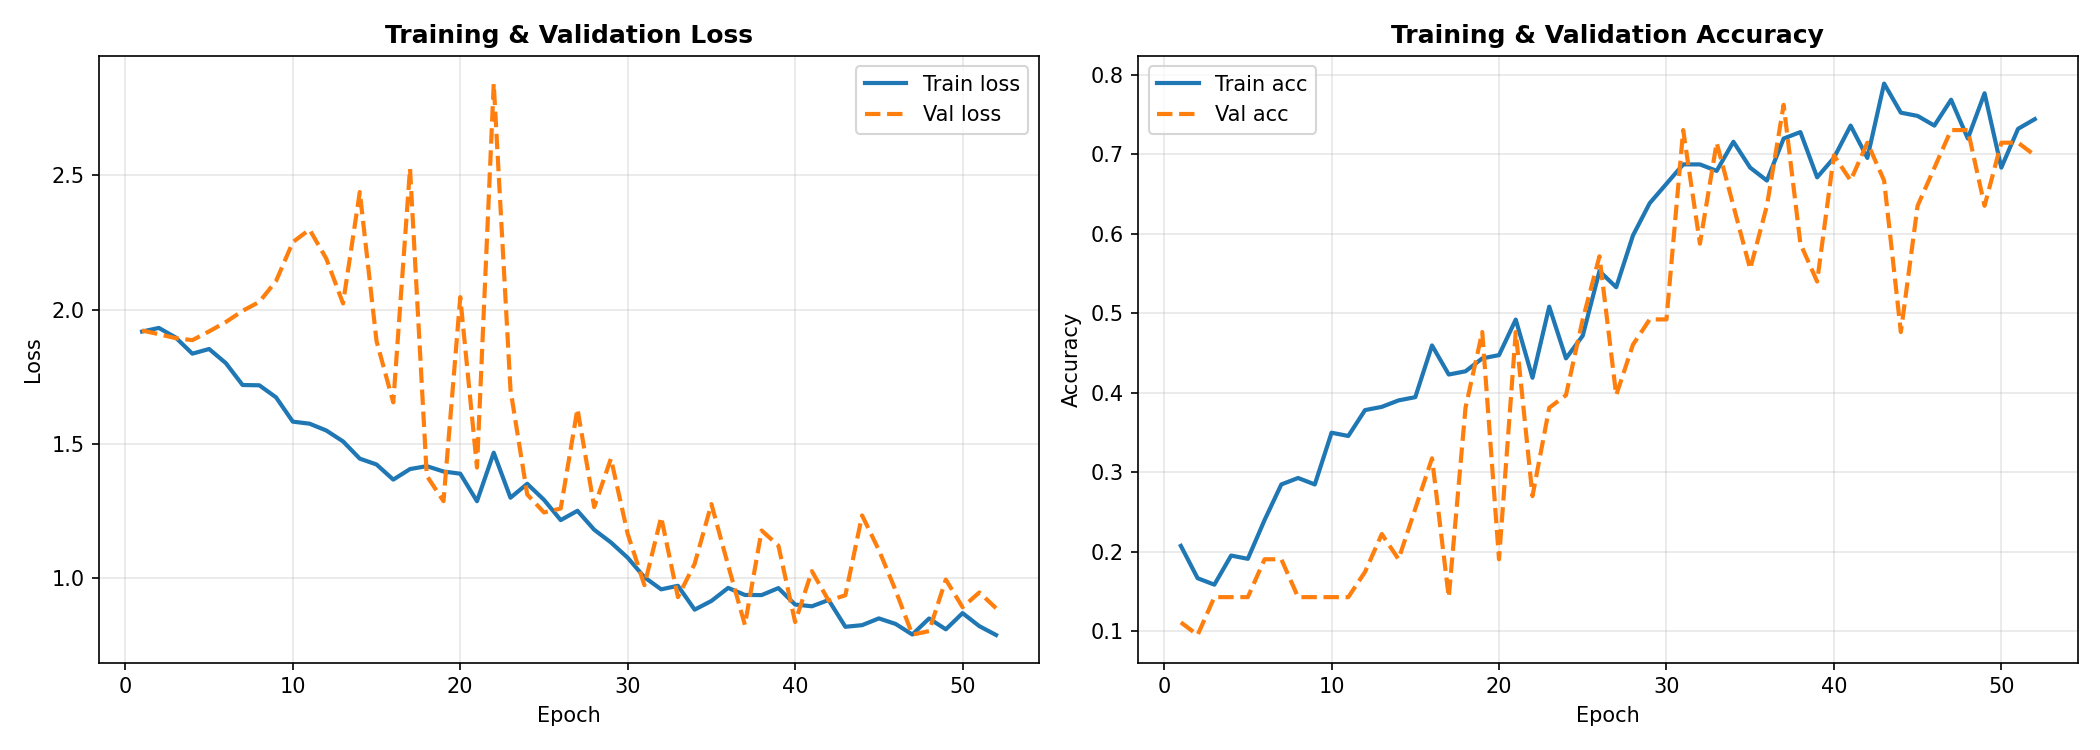 Training & Validation Loss
Train loss
Val loss
2.5
2.0
1.5
1.0
Loss
0 10 20 30 40 50
Epoch
Training & Validation Accuracy
Train acc
Val acc
0.8
0.7
0.6
0.5
0.4
0.3
0.2
0.1
Accuracy
0 10 20 30 40 50
Epoch